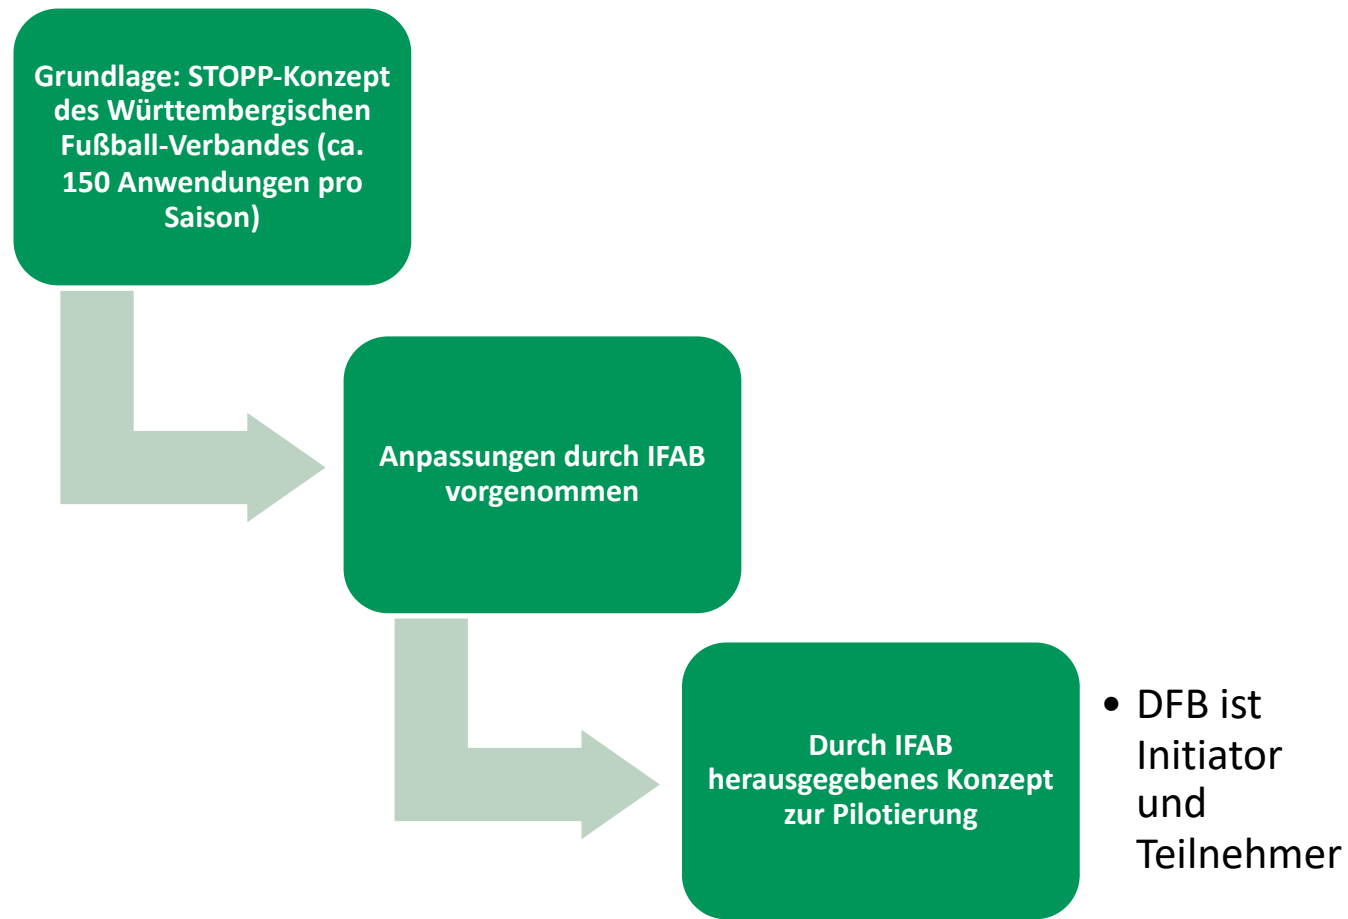 Grundlage: STOPP-Konzept
des Württembergischen
Fußball-Verbandes (ca.
150 Anwendungen pro
Saison)
Anpassungen durch IFAB
vorgenommen
Durch IFAB
herausgegebenes Konzept
zur Pilotierung
• DFB ist
Initiator
und
Teilnehmer